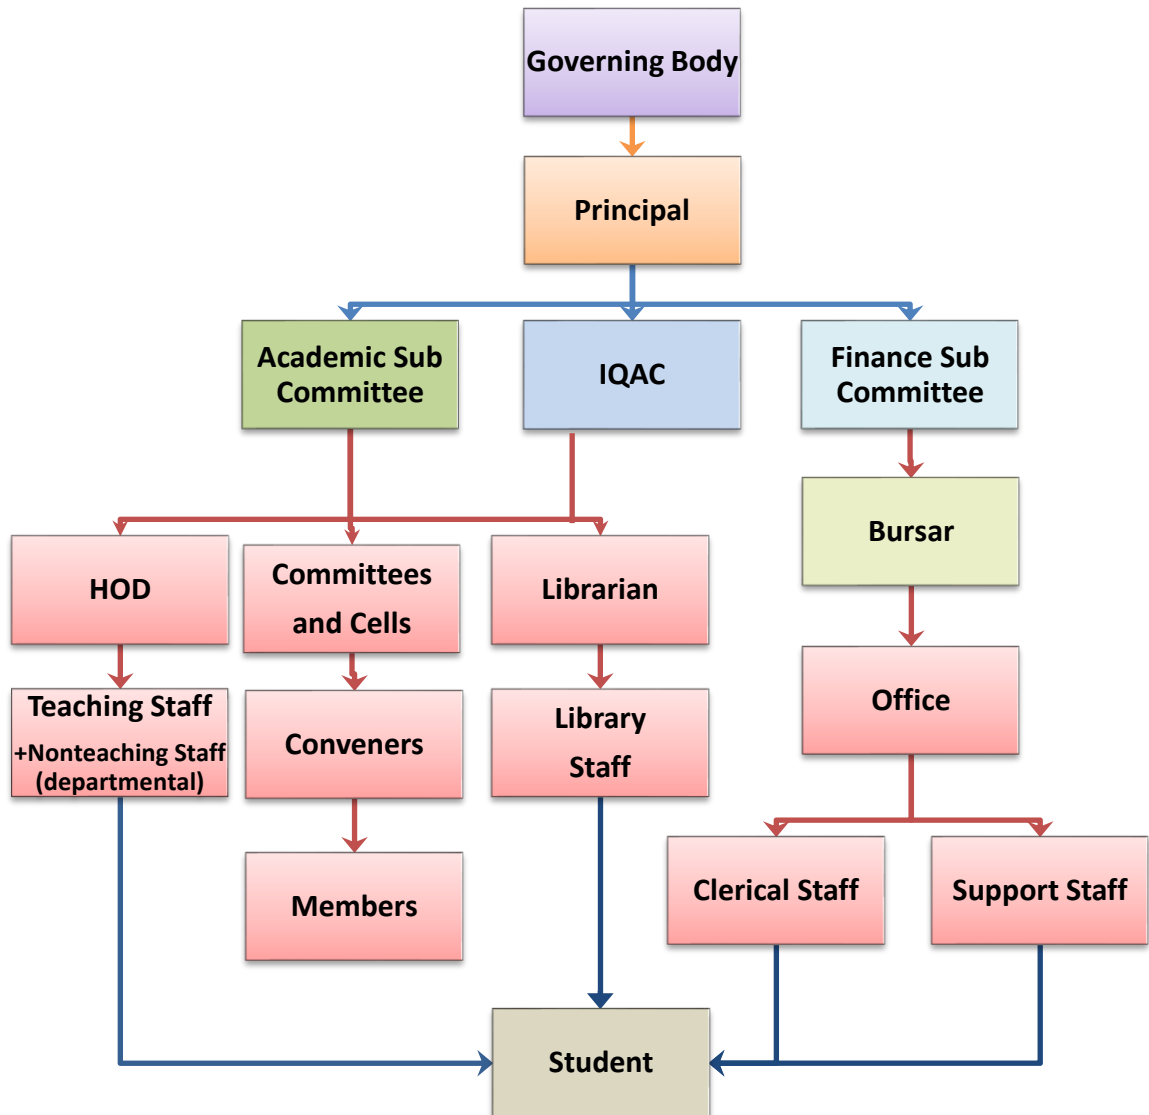 Governing Body
Principal
Academic Sub
Committee
IQAC
Finance Sub
Committee
HOD
Committees
and Cells
Librarian
Bursar
Teaching Staff
+Nonteaching Staff
(departmental)
Conveners
Library
Staff
Office
Members
Clerical Staff
Support Staff
Student